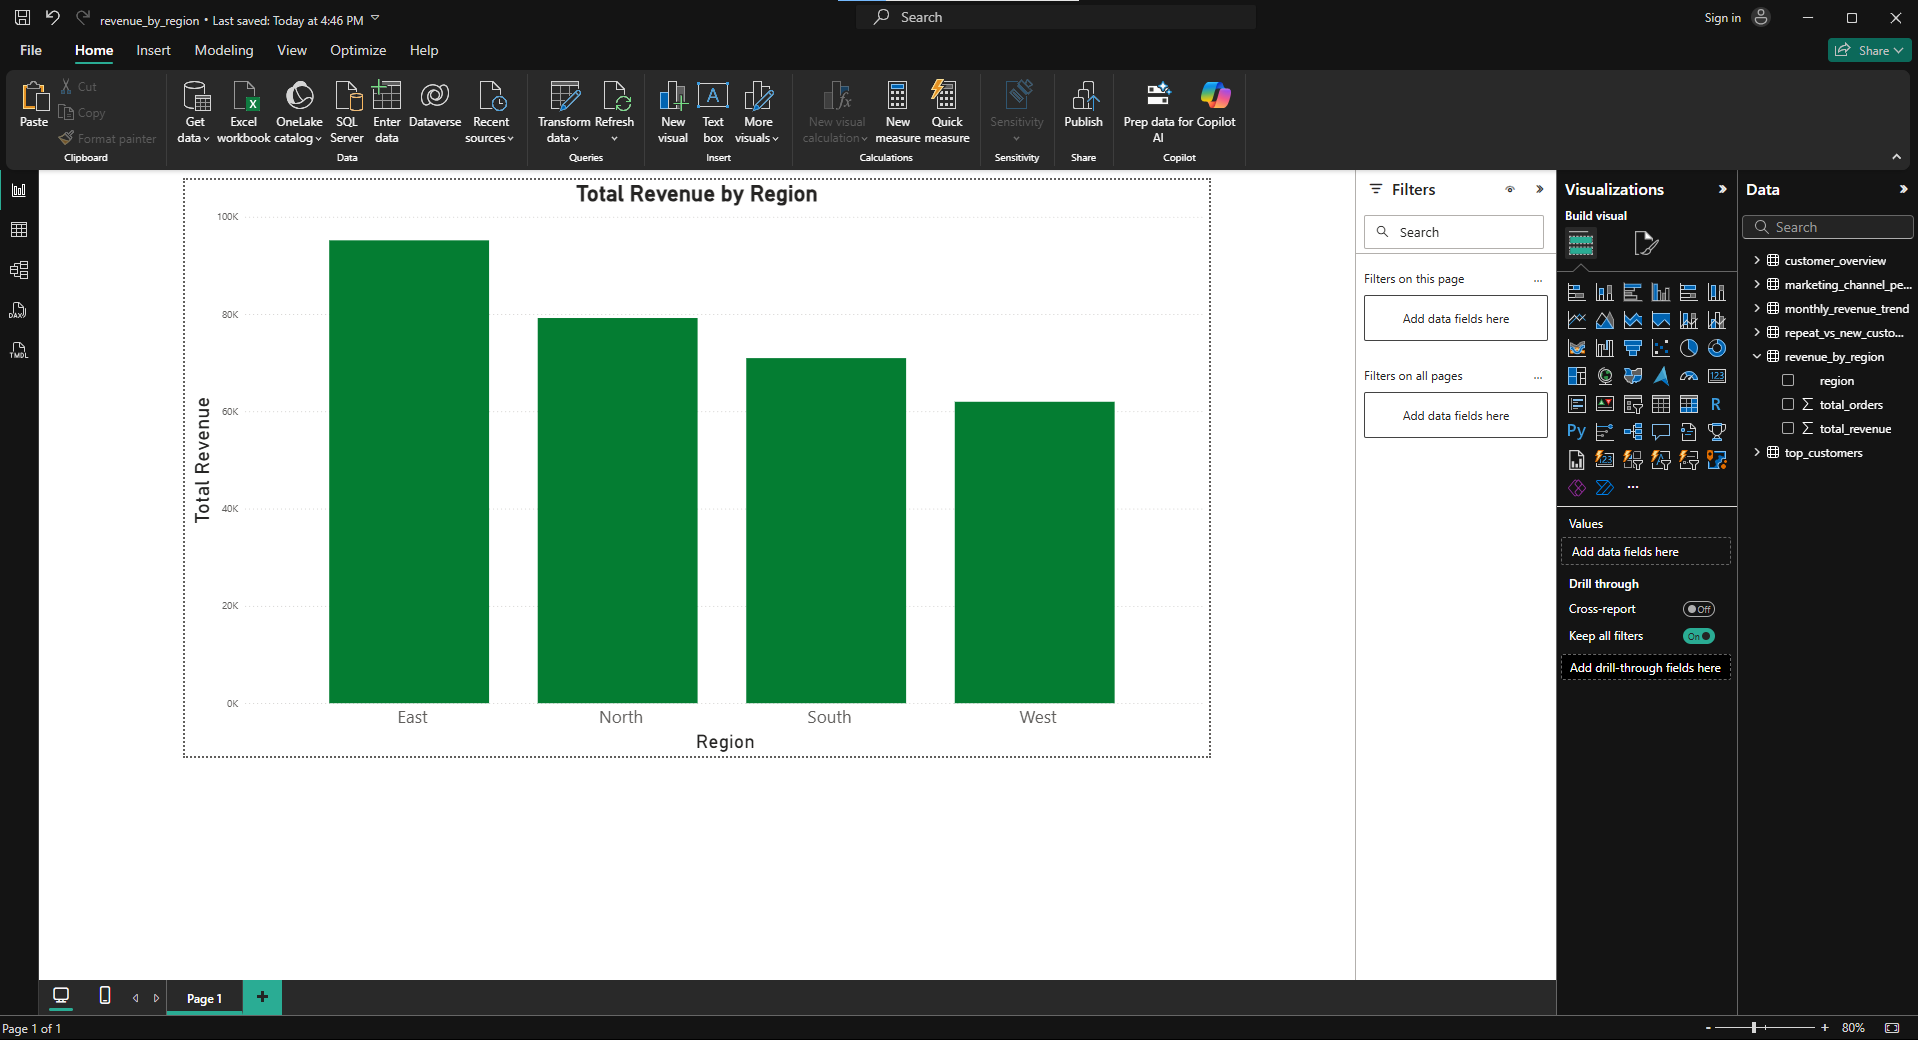 revenue_by_region • Last saved: Today at 4:46 PM
Search
Sign in
File
Home
Insert
Modeling
View
Optimize
Help
Share
Paste
Cut
Copy
Format painter
Clipboard
Get
data
Excel
workbook
OneLake
catalog
SQL
Server
Enter
data
Dataverse
Recent
sources
Data
Transform
data
Refresh
Queries
New
visual
Text
box
More
visuals
Insert
New visual
calculation
New
measure
Quick
measure
Calculations
Sensitivity
Sensitivity
Publish
Share
Prep data for
AI
Copilot
Copilot
Total Revenue by Region
100K
80K
60K
40K
20K
0K
Total Revenue
East
North
South
West
Region
Filters
Search
Filters on this page
...
Add data fields here
Filters on all pages
...
Add data fields here
Visualizations
Build visual
123
R
Py
123
...
Values
Add data fields here
Drill through
Cross-report
Off
Keep all filters
On
Add drill-through fields here
Data
Search
customer_overview
marketing_channel_pe...
monthly_revenue_trend
repeat_vs_new_custo...
revenue_by_region
region
∑ total_orders
∑ total_revenue
top_customers
DAX
TMDL
Page 1
+
Page 1 of 1
- + 80%